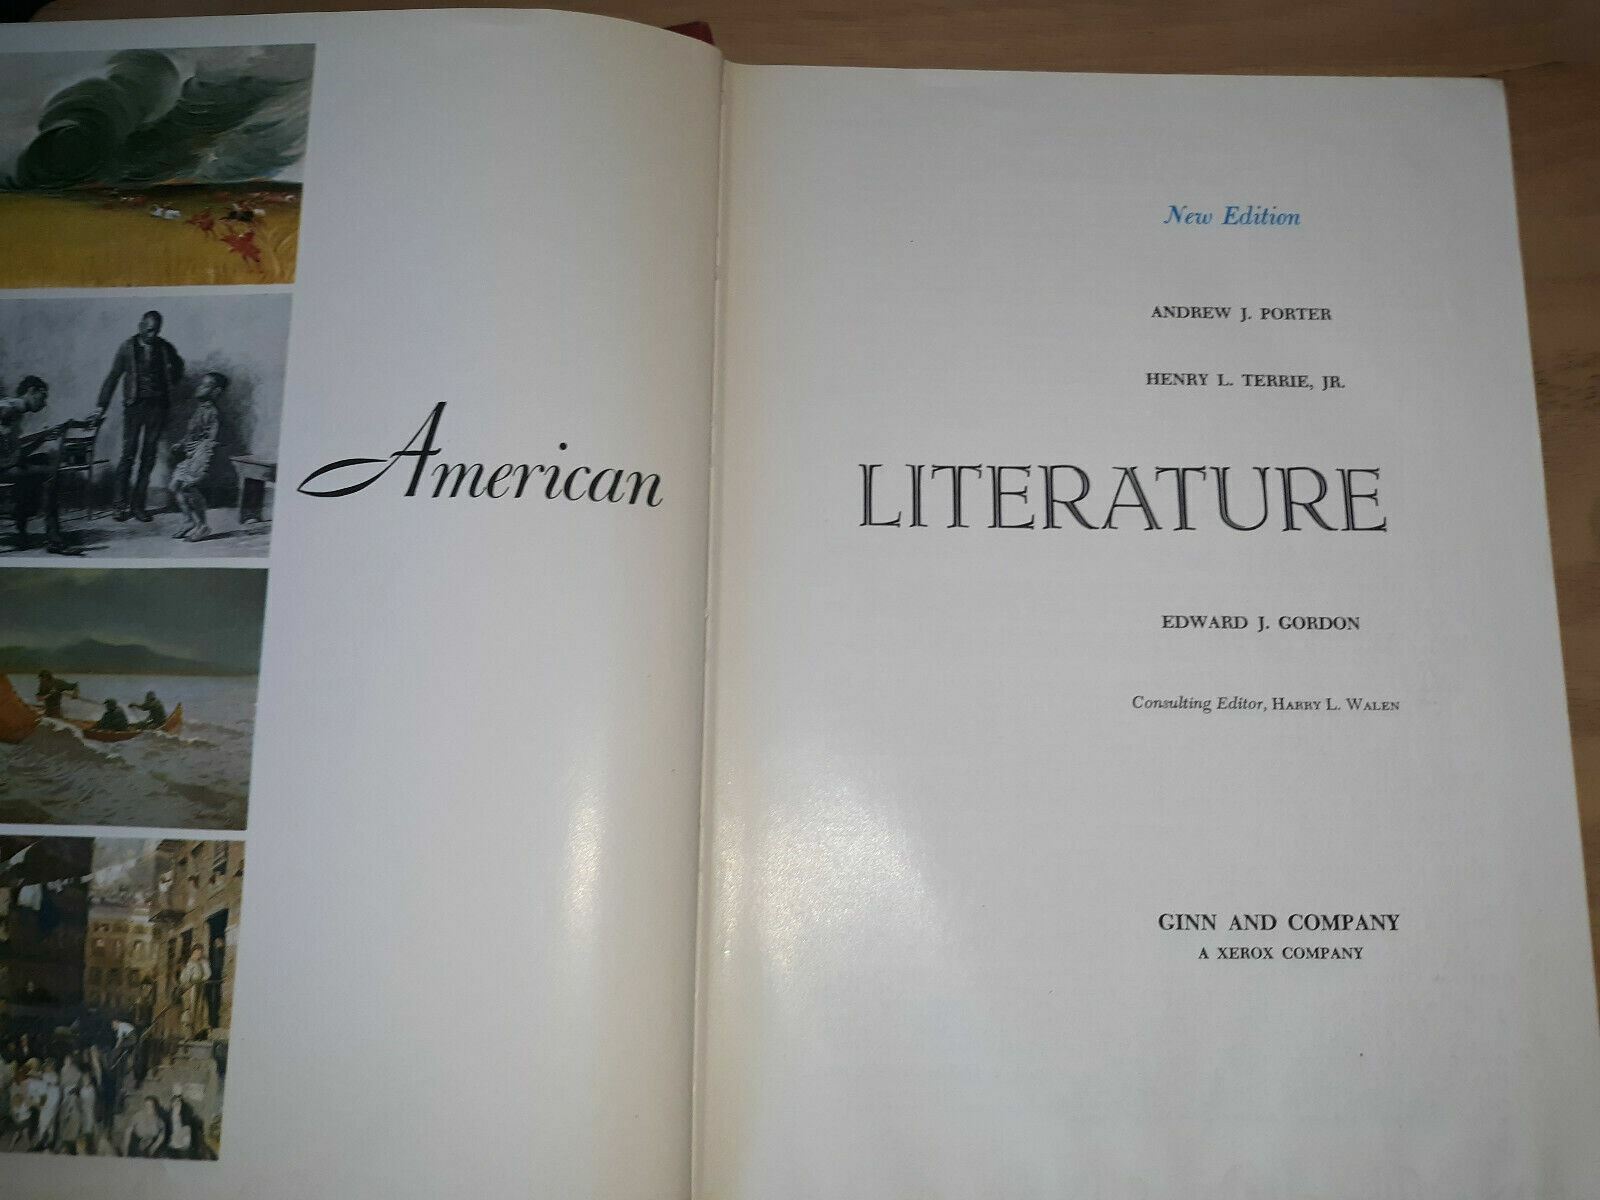 American
New Edition
ANDREW J. PORTER
HENRY L. TERRIE, JR.
LITERATURE
EDWARD J. GORDON
Consulting Editor, HARRY L. WALEN
GINN AND COMPANY
A XEROX COMPANY